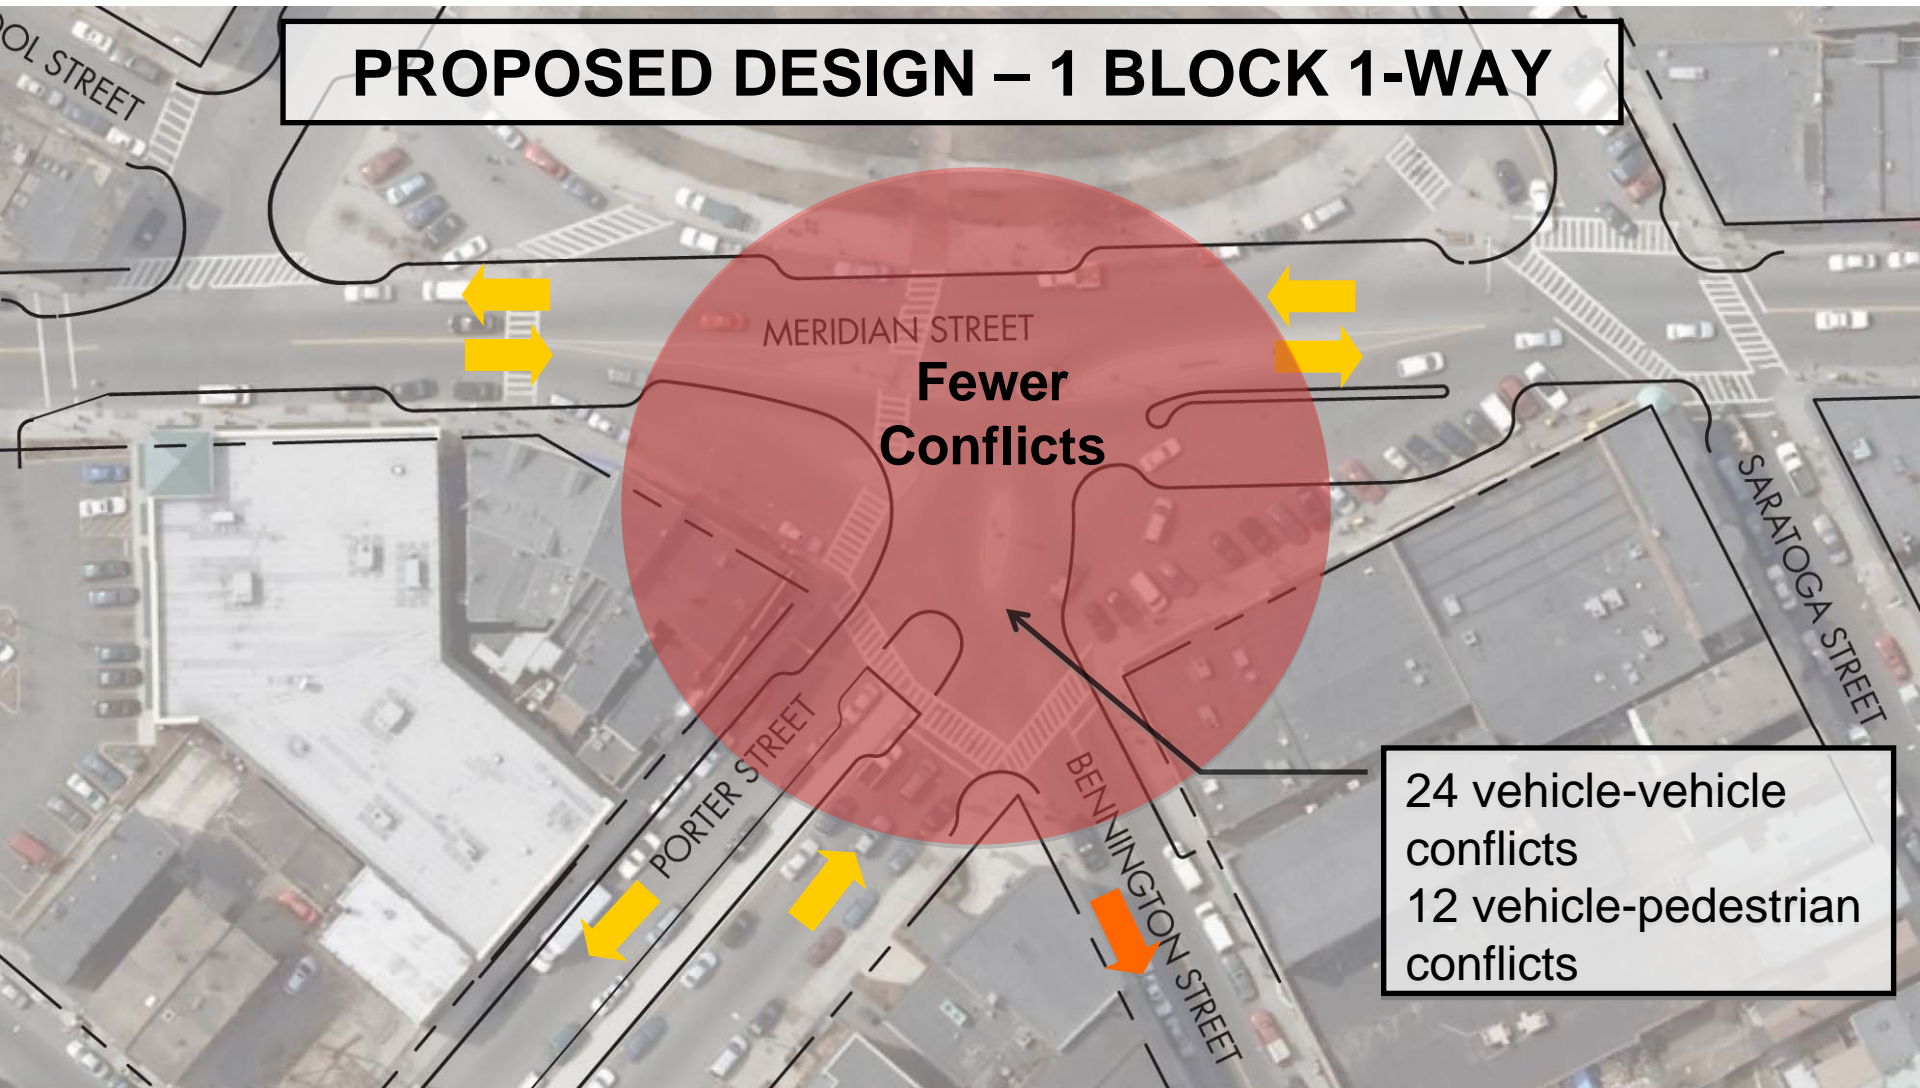 PROPOSED DESIGN – 1 BLOCK 1-WAY
OL STREET
MERIDIAN STREET
Fewer
Conflicts
SARATOGA STREET
PORTER STREET
BENNINGTON STREET
24 vehicle-vehicle
conflicts
12 vehicle-pedestrian
conflicts